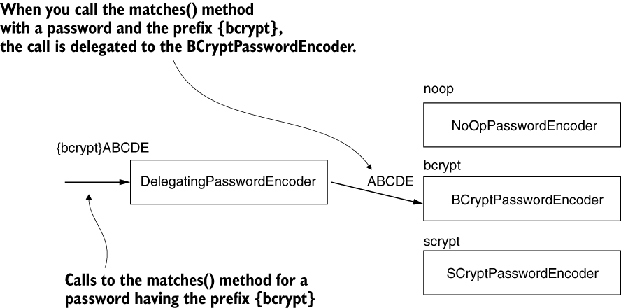 When you call the matches() method
with a password and the prefix {bcrypt},
the call is delegated to the BCryptPasswordEncoder.
noop
NoOpPasswordEncoder
{bcrypt}ABCDE
bcrypt
DelegatingPasswordEncoder
ABCDE
BCryptPasswordEncoder
scrypt
SCryptPasswordEncoder
Calls to the matches() method for a
password having the prefix {bcrypt}